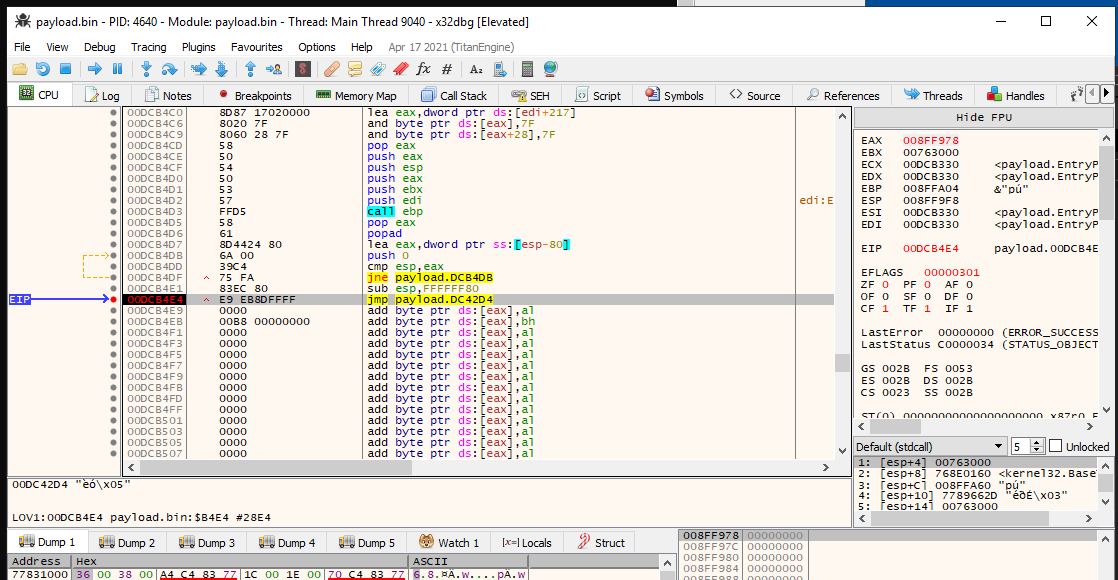 payload.bin - PID: 4640 - Module: payload.bin - Thread: Main Thread 9040 - x32dbg [Elevated]
File View Debug Tracing Plugins Favourites Options Help Apr 17 2021 (TitanEngine)
CPU Log Notes Breakpoints Memory Map Call Stack SEH Script Symbols Source References Threads Handles
00DCB4C0 8D87 17020000 lea eax,dword ptr ds:[edi+217]
00DCB4C6 8020 7F and byte ptr ds:[eax],7F
00DCB4C9 8060 28 7F and byte ptr ds:[eax+28],7F
00DCB4CD 58 pop eax
00DCB4CE 50 push eax
00DCB4CF 54 push esp
00DCB4D0 50 push eax
00DCB4D1 53 push ebx
00DCB4D2 57 push edi edi:E
00DCB4D3 FFD5 call ebp
00DCB4D5 58 pop eax
00DCB4D6 61 popad
00DCB4D7 8D4424 80 lea eax,dword ptr ss:[esp-80]
00DCB4DB 6A 00 push 0
00DCB4DD 39C4 cmp esp,eax
00DCB4DF 75 FA jne payload.DCB4DB
00DCB4E1 83EC 80 sub esp,FFFFFF80
EIP 00DCB4E4 E9 EB8DFFFF jmp payload.DC42D4
00DCB4E9 0000 add byte ptr ds:[eax],al
00DCB4EB 00B8 00000000 add byte ptr ds:[eax],bh
00DCB4F1 0000 add byte ptr ds:[eax],al
00DCB4F3 0000 add byte ptr ds:[eax],al
00DCB4F5 0000 add byte ptr ds:[eax],al
00DCB4F7 0000 add byte ptr ds:[eax],al
00DCB4F9 0000 add byte ptr ds:[eax],al
00DCB4FB 0000 add byte ptr ds:[eax],al
00DCB4FD 0000 add byte ptr ds:[eax],al
00DCB4FF 0000 add byte ptr ds:[eax],al
00DCB501 0000 add byte ptr ds:[eax],al
00DCB503 0000 add byte ptr ds:[eax],al
00DCB505 0000 add byte ptr ds:[eax],al
00DCB507 0000 add byte ptr ds:[eax],al
Hide FPU
EAX 008FF978
EBX 00763000
ECX 00DCB330 <payload.EntryP
EDX 00DCB330 <payload.EntryP
EBP 008FFA04 &"pú"
ESP 008FF9F8
ESI 00DCB330 <payload.EntryP
EDI 00DCB330 <payload.EntryP
EIP 00DCB4E4 payload.00DCB4E
EFLAGS 00000301
ZF 0 PF 0 AF 0
OF 0 SF 0 DF 0
CF 1 TF 1 IF 1
LastError 00000000 (ERROR_SUCCESS
LastStatus C0000034 (STATUS_OBJECT
GS 002B FS 0053
ES 002B DS 002B
CS 0023 SS 002B
Default (stdcall) 5 Unlocked
1: [esp+4] 00763000
2: [esp+8] 768E0160 <kernel32.Base
3: [esp+C] 008FFA60 "pú"
4: [esp+10] 7789662D "éõÉ\x03"
5: [esp+14] 00763000
00DC42D4 "èó\x05"
LOV1:00DCB4E4 payload.bin:$B4E4 #28E4
Dump 1 Dump 2 Dump 3 Dump 4 Dump 5 Watch 1 Locals Struct
Address Hex ASCII
77831000 36 00 38 00 A4 C4 83 77 1C 00 1E 00 70 C4 83 77 6.8.¤Ä.w....pÄ.w
008FF978 00000000
008FF97C 00000000
008FF980 00000000
008FF984 00000000